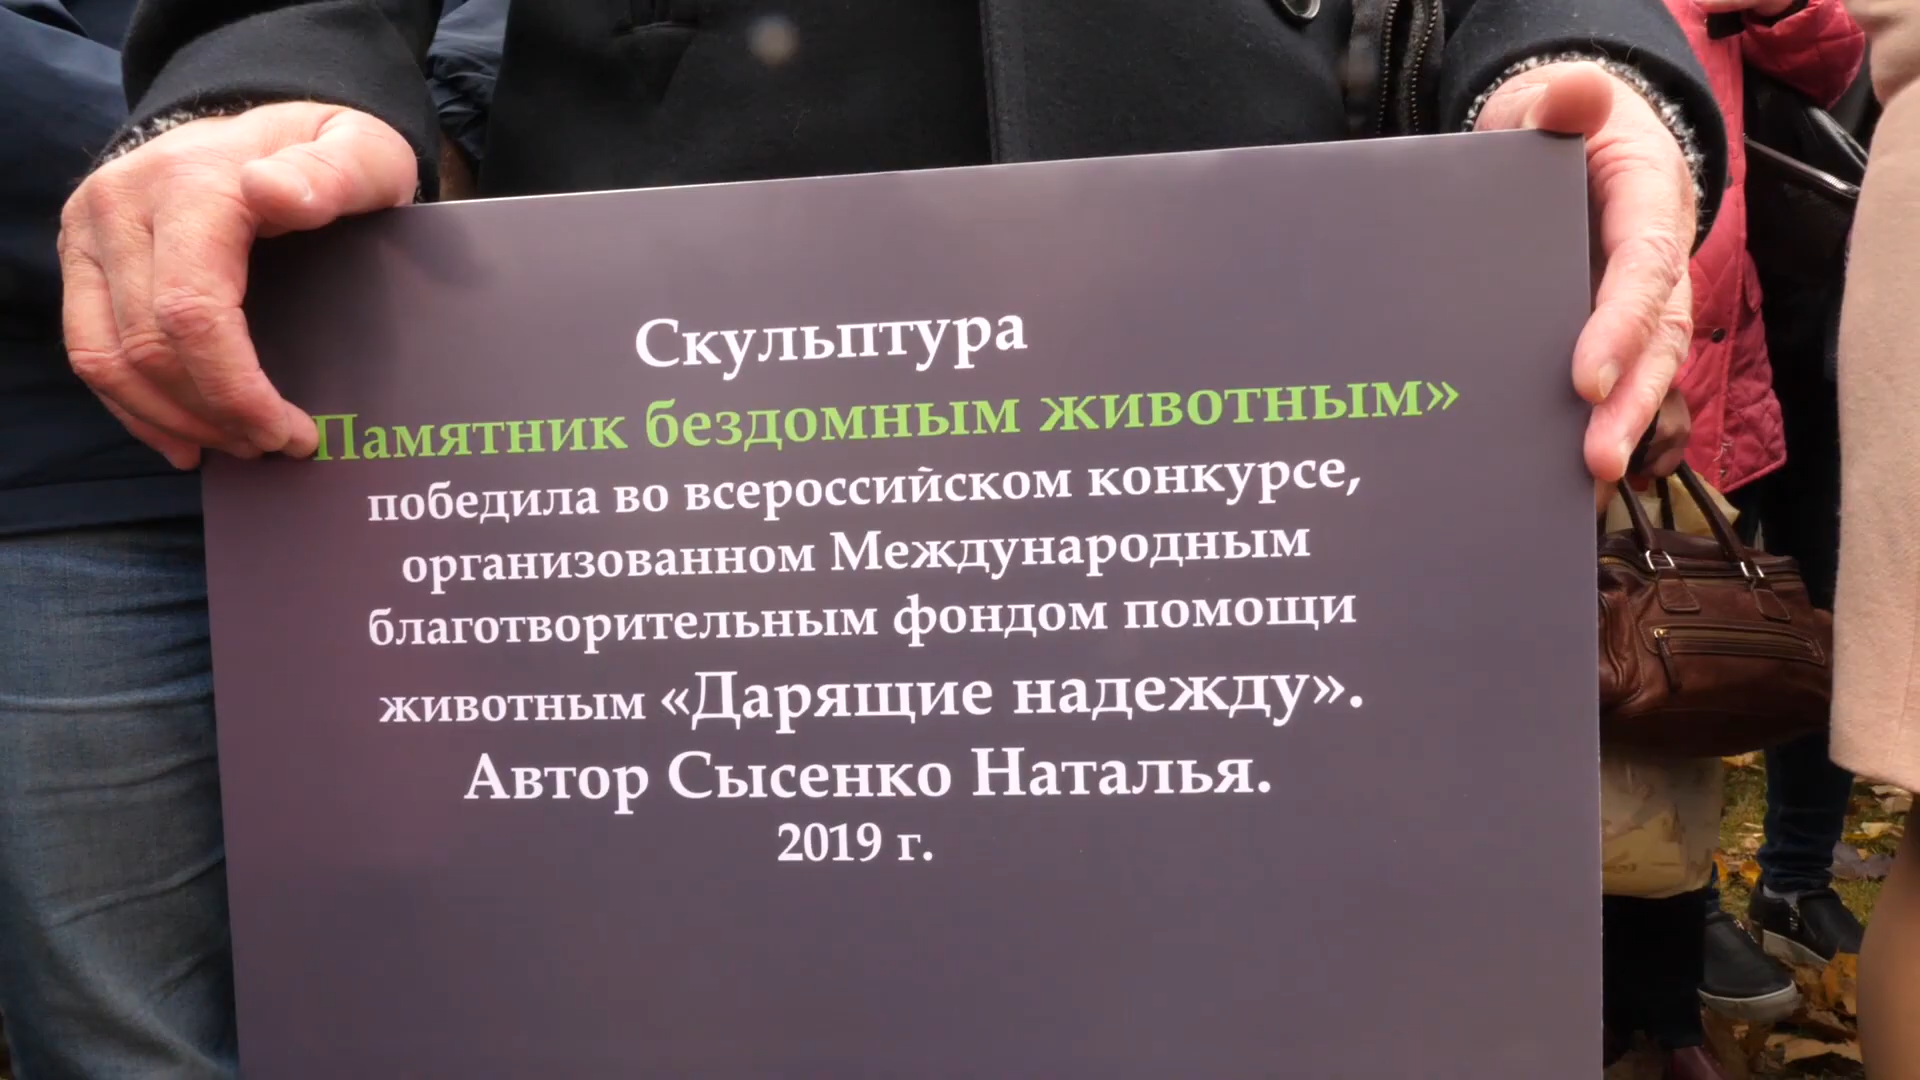 Скульптура
Памятник бездомным животным»
победила во всероссийском конкурсе,
организованном Международным
благотворительным фондом помощи
животным «Дарящие надежду».
Автор Сысенко Наталья.
2019 г.